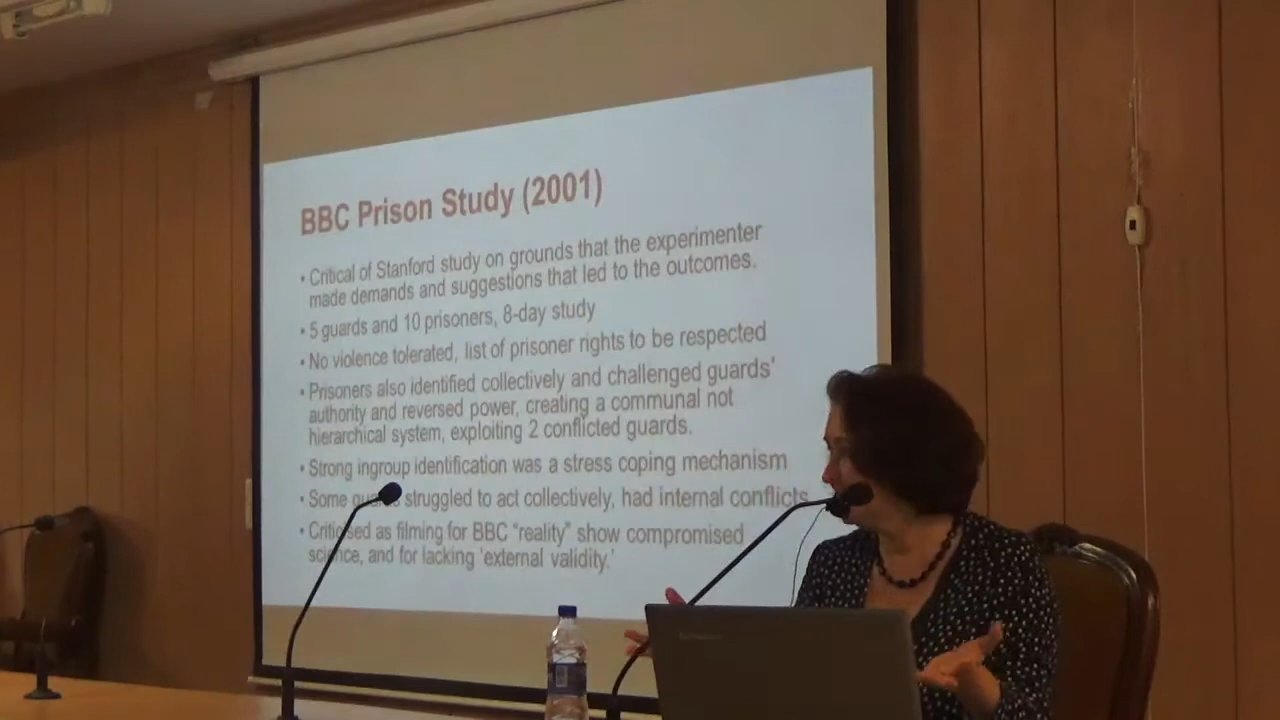 BBC Prison Study (2001)
• Critical of Stanford study on grounds that the experimenter
made demands and suggestions that led to the outcomes.
• 5 guards and 10 prisoners, 8-day study
• No violence tolerated, list of prisoner rights to be respected
• Prisoners also identified collectively and challenged guards'
authority and reversed power, creating a communal not
hierarchical system, exploiting 2 conflicted guards.
• Strong ingroup identification was a stress coping mechanism
• Some guards struggled to act collectively, had internal conflicts
• Criticised as filming for BBC "reality" show compromised
science, and for lacking 'external validity.'